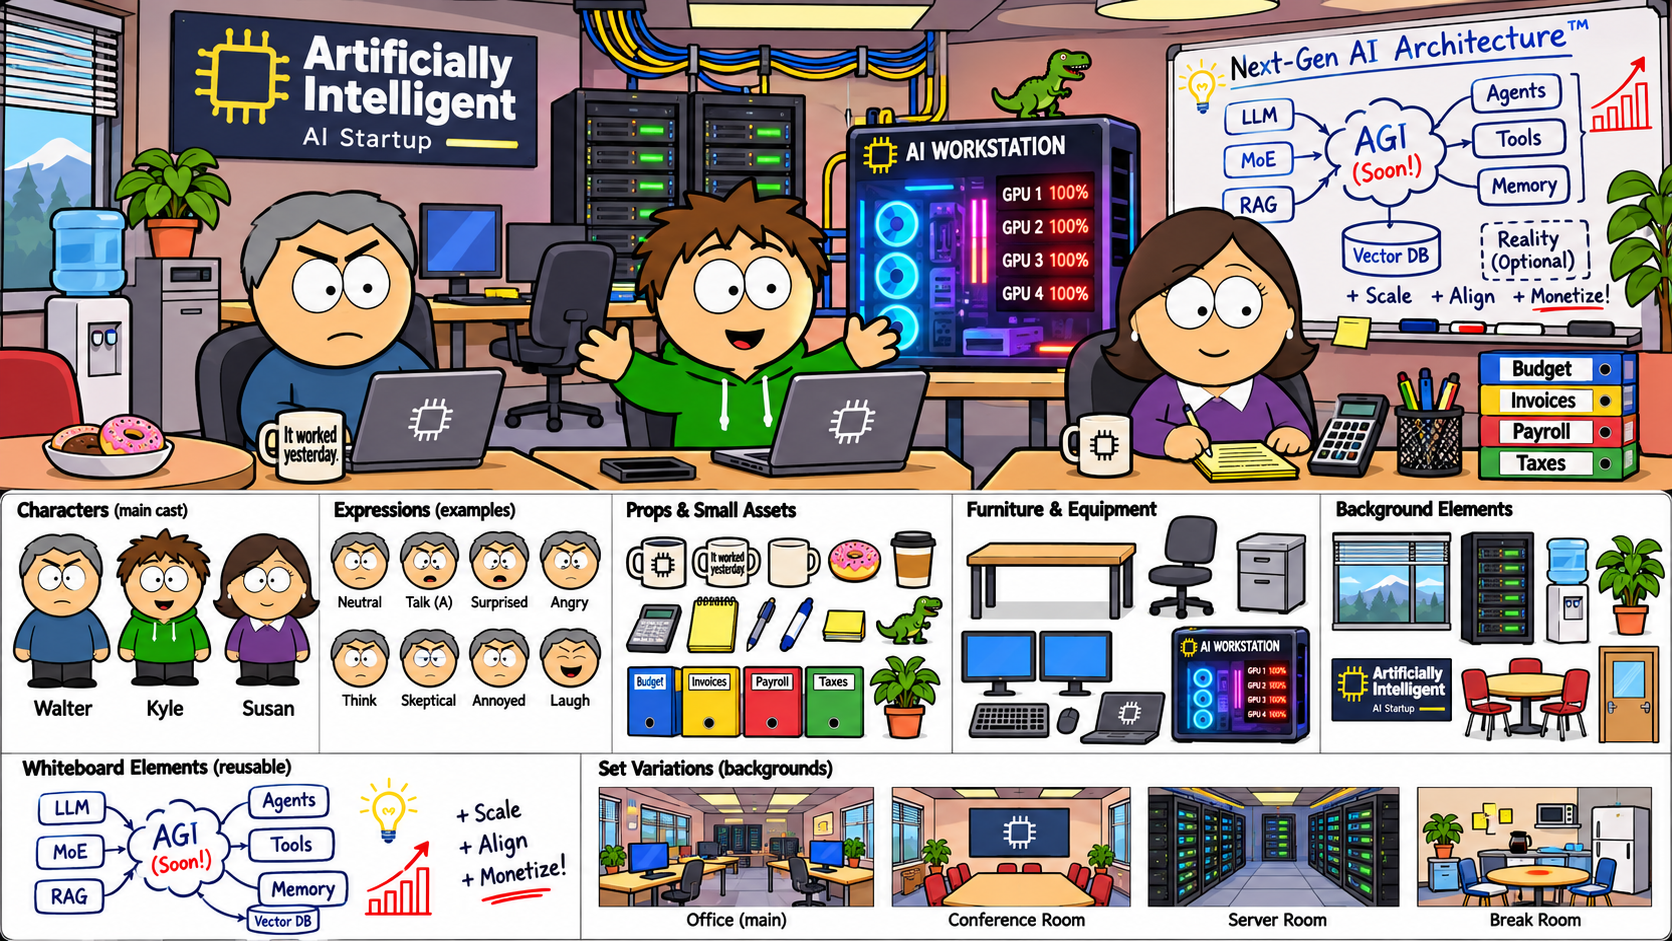 Artificially
Intelligent
AI Startup
AI WORKSTATION
GPU 1 100%
GPU 2 100%
GPU 3 100%
GPU 4 100%
Next-Gen AI Architecture™
LLM
MoE
RAG
AGI
(Soon!)
Agents
Tools
Memory
Vector DB
Reality
(Optional)
+ Scale + Align + Monetize!
It worked
yesterday.
Budget
Invoices
Payroll
Taxes
Characters (main cast)
Walter
Kyle
Susan
Expressions (examples)
Neutral
Talk (A)
Surprised
Angry
Think
Skeptical
Annoyed
Laugh
Props & Small Assets
It worked
yesterday.
Budget
Invoices
Payroll
Taxes
Furniture & Equipment
AI WORKSTATION
GPU 1 100%
GPU 2 100%
GPU 3 100%
GPU 4 100%
Background Elements
Artificially
Intelligent
AI Startup
Whiteboard Elements (reusable)
LLM
MoE
RAG
AGI
(Soon!)
Agents
Tools
Memory
Vector DB
+ Scale
+ Align
+ Monetize!
Set Variations (backgrounds)
Office (main)
Conference Room
Server Room
Break Room